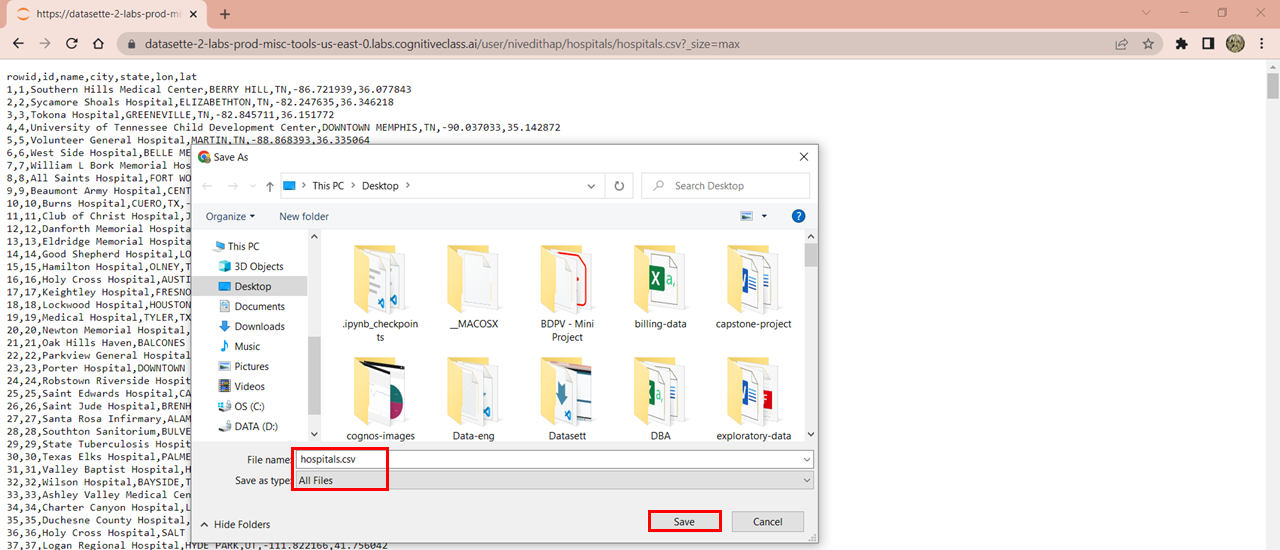 https://datasette-2-labs-prod-mi
datasette-2-labs-prod-misc-tools-us-east-0.labs.cognitiveclass.ai/user/nivedithap/hospitals/hospitals.csv?_size=max
rowid,id,name,city,state,lon,lat
1,1,Southern Hills Medical Center,BERRY HILL,TN,-86.721939,36.077843
2,2,Sycamore Shoals Hospital,ELIZABETHTON,TN,-82.247635,36.346218
3,3,Tokona Hospital,GREENEVILLE,TN,-82.845711,36.151772
4,4,University of Tennessee Child Development Center,DOWNTOWN MEMPHIS,TN,-90.037033,35.142872
5,5,Volunteer General Hospital,MARTIN,TN,-88.868393,36.335064
6,6,West Side Hospital,BELLE ME
7,7,William L Bork Memorial Hos
8,8,All Saints Hospital,FORT WO
9,9,Beaumont Army Hospital,CENT
10,10,Burns Hospital,CUERO,TX,-
11,11,Club of Christ Hospital,J
12,12,Danforth Memorial Hospita
13,13,Eldridge Memorial Hospita
14,14,Good Shepherd Hospital,LO
15,15,Hamilton Hospital,OLNEY,T
16,16,Holy Cross Hospital,AUSTI
17,17,Keightley Hospital,FRESNO
18,18,Lockwood Hospital,HOUSTON
19,19,Medical Hospital,TYLER,TX
20,20,Newton Memorial Hospital,
21,21,Oak Hills Haven,BALCONES
22,22,Parkview General Hospital
23,23,Porter Hospital,DOWNTOWN
24,24,Robstown Riverside Hospit
25,25,Saint Edwards Hospital,CA
26,26,Saint Jude Hospital,BRENH
27,27,Santa Rosa Infirmary,ALAM
28,28,Southton Sanitorium,BULVE
29,29,State Tuberculosis Hospit
30,30,Texas Elks Hospital,PALME
31,31,Valley Baptist Hospital,H
32,32,Wilson Hospital,BAYSIDE,T
33,33,Ashley Valley Medical Cen
34,34,Charter Canyon Hospital,L
35,35,Duchesne County Hospital,
36,36,Holy Cross Hospital,SALT
37,37,Logan Regional Hospital,HYDE PARK,UT,-111.822166,41.756042
Save As
This PC > Desktop >
Search Desktop
Organize
New folder
This PC
3D Objects
Desktop
Documents
Downloads
Music
Pictures
Videos
OS (C:)
DATA (D:)
.ipynb_checkpoin
ts
__MACOSX
BDPV - Mini
Project
billing-data
capstone-project
cognos-images
Data-eng
Datasett
DBA
exploratory-data
File name: hospitals.csv
Save as type: All Files
Hide Folders
Save
Cancel